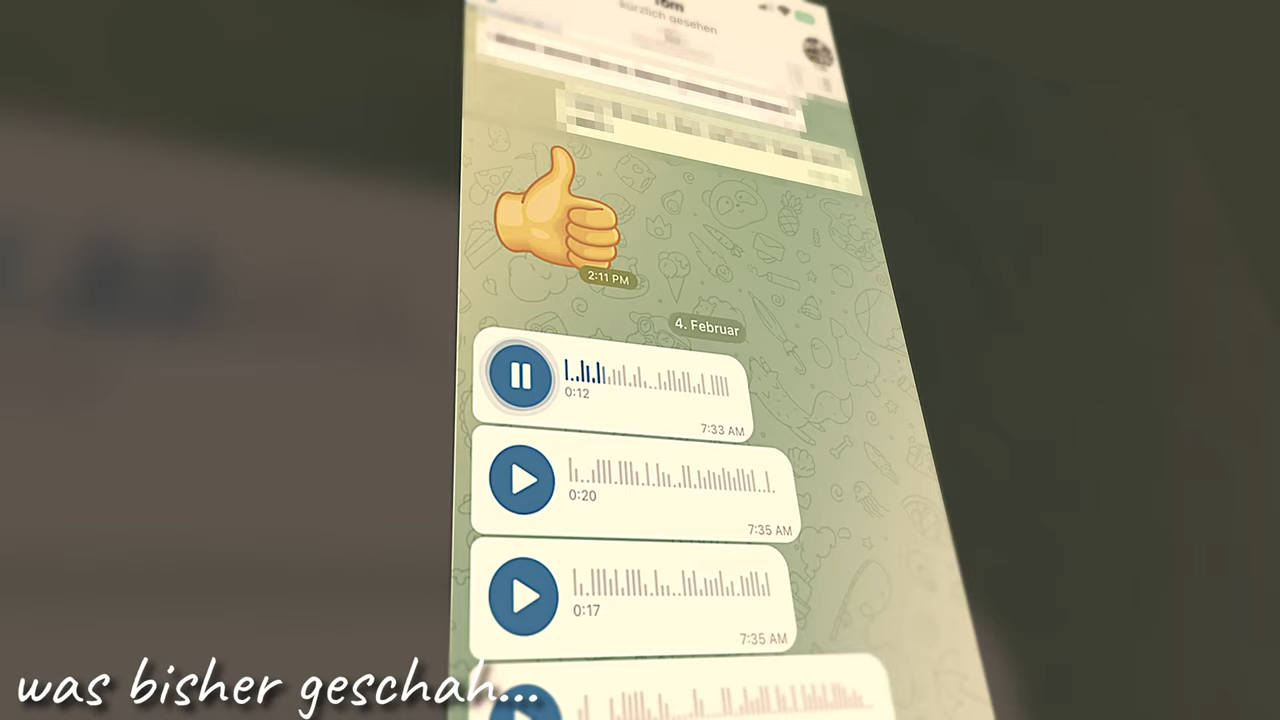 Tom
kürzlich gesehen
2:11 PM
4. Februar
0:12
7:33 AM
0:20
7:35 AM
0:17
7:35 AM
was bisher geschah...